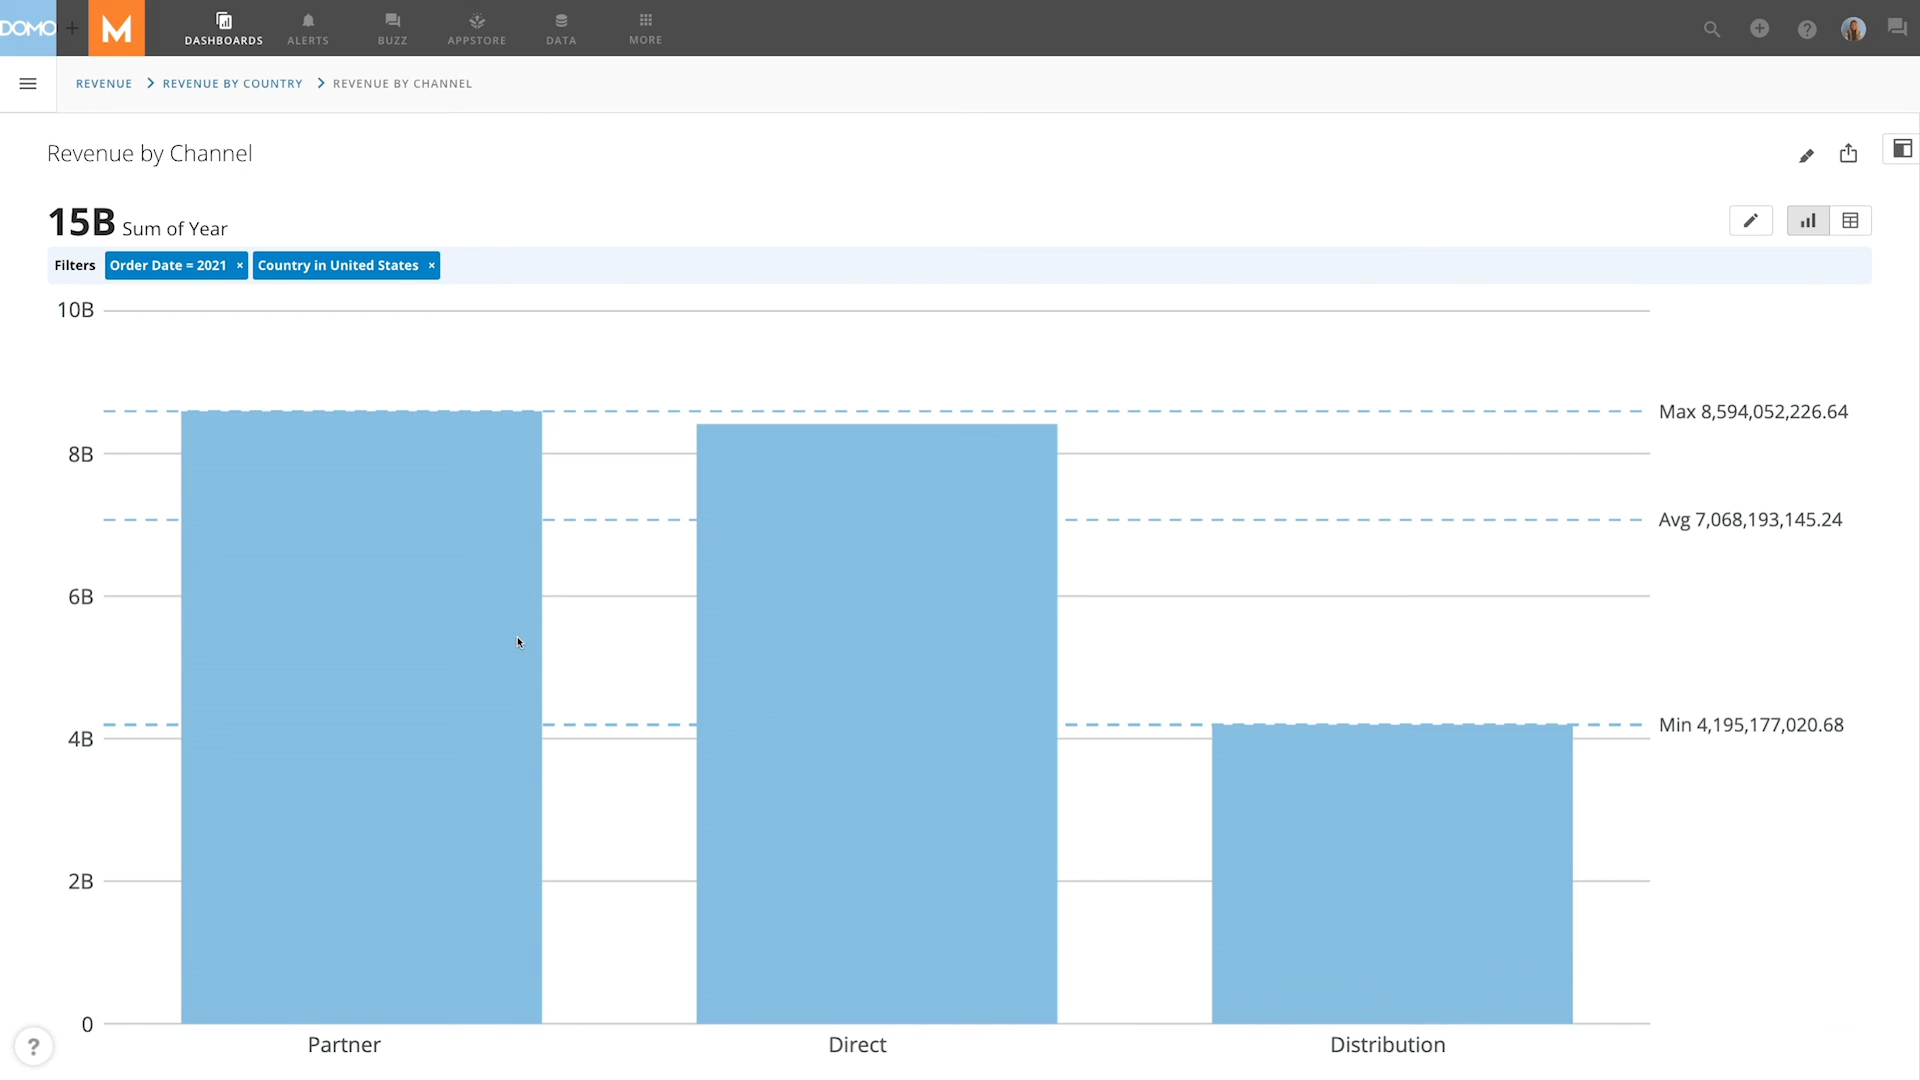 DOMO
M
DASHBOARDS
ALERTS
BUZZ
APPSTORE
DATA
MORE
REVENUE > REVENUE BY COUNTRY > REVENUE BY CHANNEL
Revenue by Channel
15B Sum of Year
Filters Order Date = 2021 × Country in United States ×
10B
Max 8,594,052,226.64
8B
Avg 7,068,193,145.24
6B
Min 4,195,177,020.68
4B
2B
0
Partner
Direct
Distribution
?